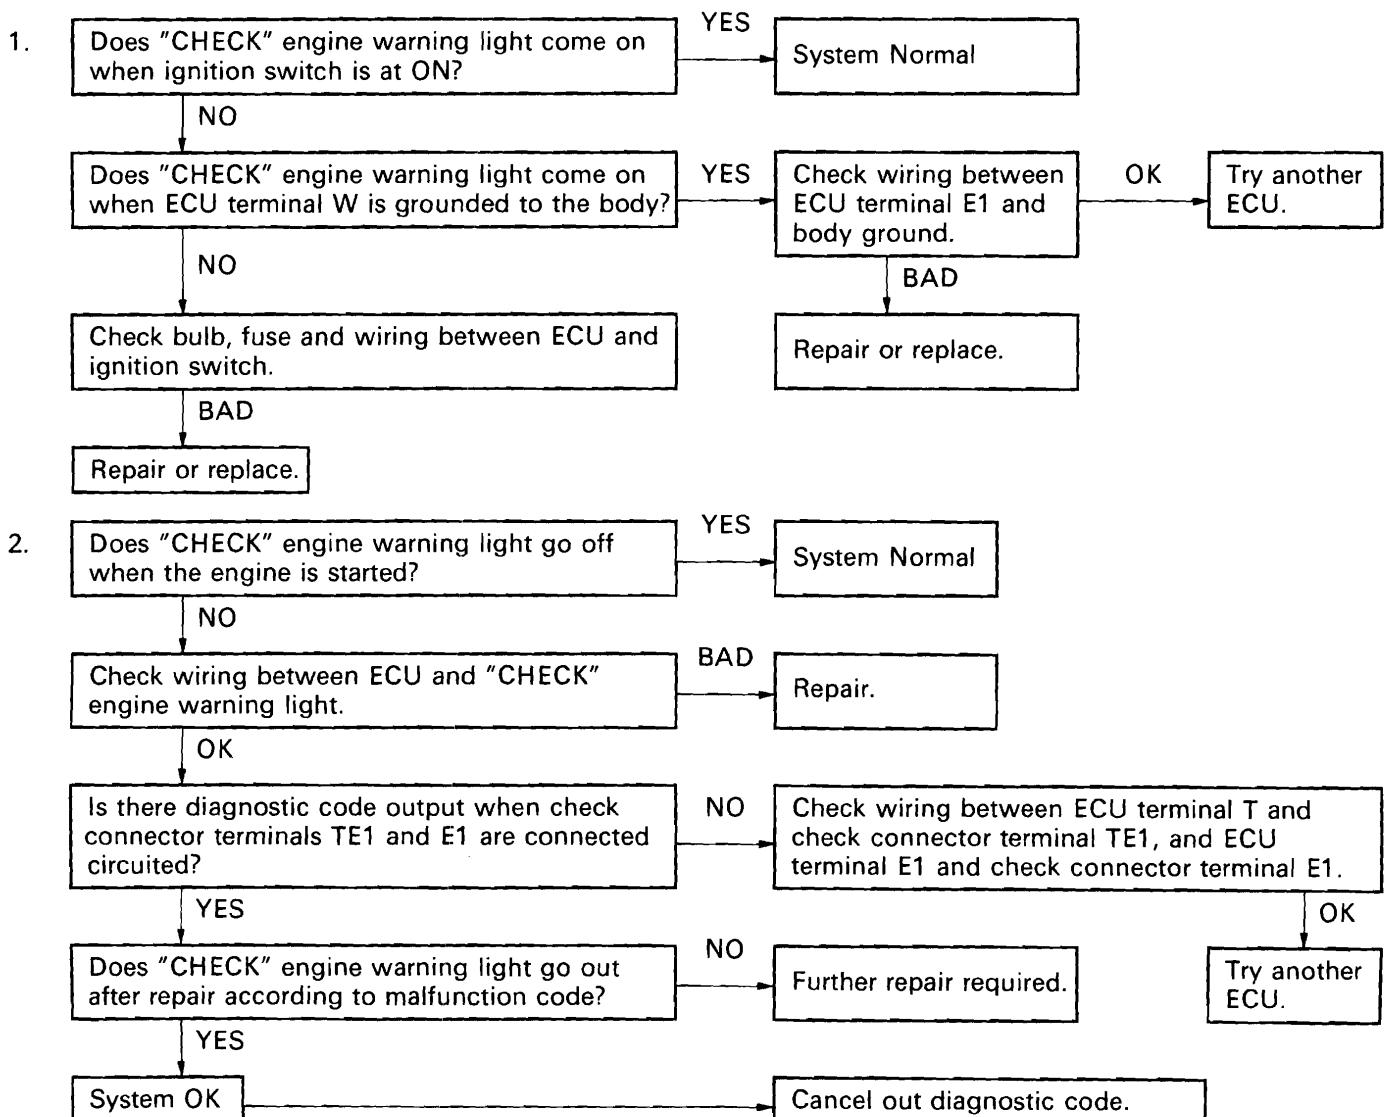 1.
Does "CHECK" engine warning light come on
when ignition switch is at ON?
YES
System Normal
NO
Does "CHECK" engine warning light come on
when ECU terminal W is grounded to the body?
YES
Check wiring between
ECU terminal E1 and
body ground.
OK
Try another
ECU.
NO
BAD
Check bulb, fuse and wiring between ECU and
ignition switch.
Repair or replace.
BAD
Repair or replace.
2.
Does "CHECK" engine warning light go off
when the engine is started?
YES
System Normal
NO
Check wiring between ECU and "CHECK"
engine warning light.
BAD
Repair.
OK
Is there diagnostic code output when check
connector terminals TE1 and E1 are connected
circuited?
NO
Check wiring between ECU terminal T and
check connector terminal TE1, and ECU
terminal E1 and check connector terminal E1.
YES
OK
Does "CHECK" engine warning light go out
after repair according to malfunction code?
NO
Further repair required.
Try another
ECU.
YES
System OK
Cancel out diagnostic code.